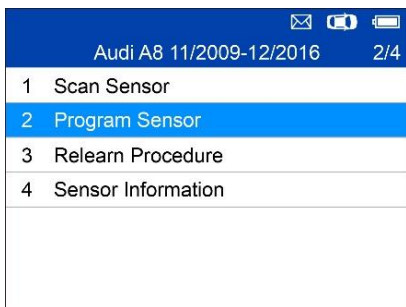 Audi A8 11/2009-12/2016 2/4
1 Scan Sensor
2 Program Sensor
3 Relearn Procedure
4 Sensor Information